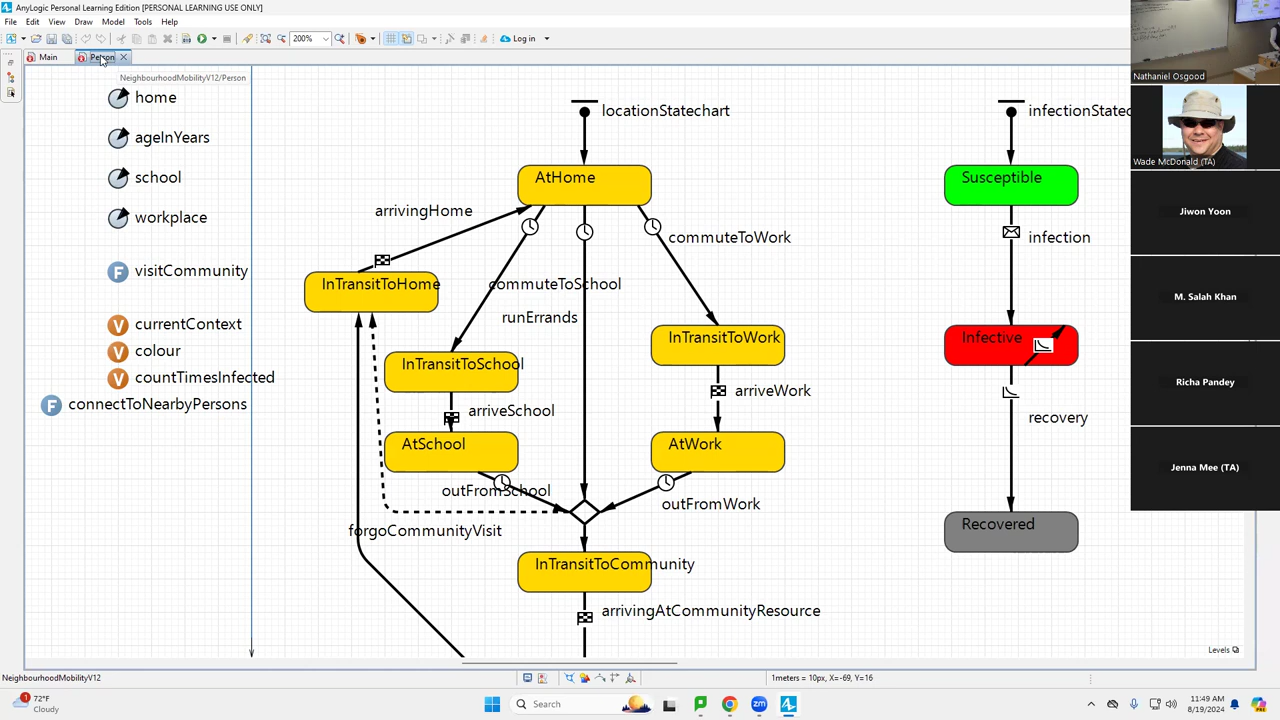 AnyLogic Personal Learning Edition [PERSONAL LEARNING USE ONLY]
File Edit View Draw Model Tools Help
200% Log in
Main Person
NeighbourhoodMobilityV12/Person
home
ageInYears
school
workplace
visitCommunity
currentContext
colour
countTimesInfected
connectToNearbyPersons
locationStatechart
AtHome
arrivingHome
commuteToWork
InTransitToHome
commuteToSchool
runErrands
InTransitToWork
InTransitToSchool
arriveWork
arriveSchool
AtSchool
AtWork
outFromSchool
outFromWork
forgoCommunityVisit
InTransitToCommunity
arrivingAtCommunityResource
infectionStatec
Susceptible
infection
Infective
recovery
Recovered
Levels
Nathaniel Osgood
Wade McDonald (TA)
Jiwon Yoon
M. Salah Khan
Richa Pandey
Jenna Mee (TA)
NeighbourhoodMobilityV12
1meters = 10px, X=-69, Y=16
1
72°F
Cloudy
Search
zm
11:49 AM
8/19/2024